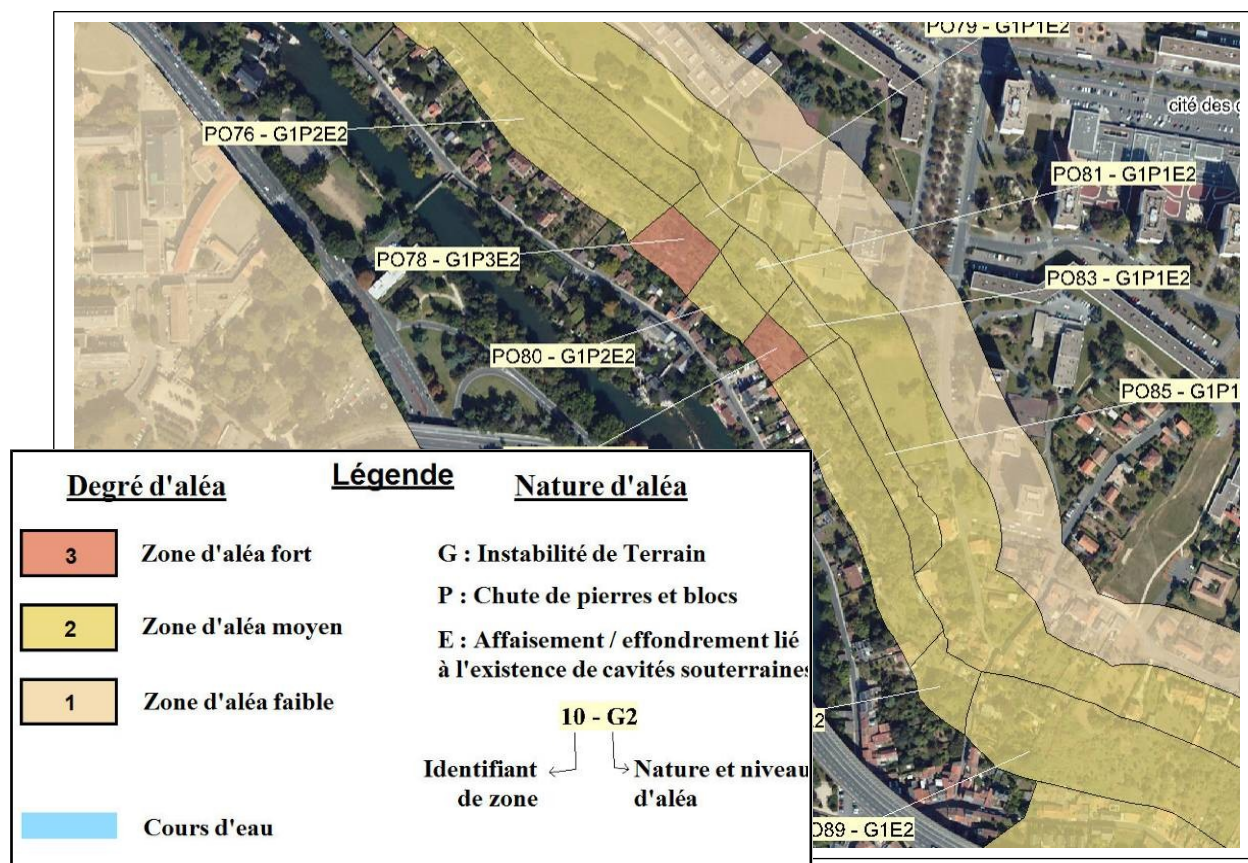 PO79 - G1P1E2
cité des
PO76 - G1P2E2
PO81 - G1P1E2
PO78 - G1P3E2
PO83 - G1P1E2
PO80 - G1P2E2
PO85 - G1P1
Légende
Degré d'aléa
Nature d'aléa
3 Zone d'aléa fort
2 Zone d'aléa moyen
1 Zone d'aléa faible
Cours d'eau
G : Instabilité de Terrain
P : Chute de pierres et blocs
E : Affaisement / effondrement lié
à l'existence de cavités souterraines
10 - G2
Identifiant
de zone
Nature et niveau
d'aléa
2
O89 - G1E2